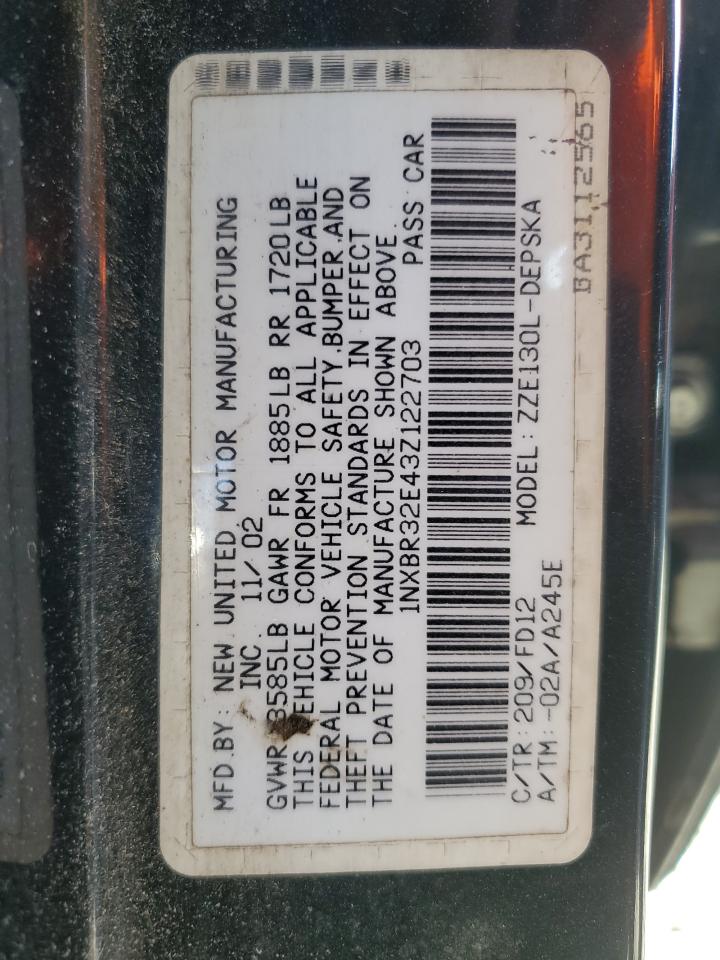 MFD.BY: NEW UNITED MOTOR MANUFACTURING
INC. 11/02
GVWR 3585LB GAWR FR 1885LB RR 1720LB
THIS VEHICLE CONFORMS TO ALL APPLICABLE
FEDERAL MOTOR VEHICLE SAFETY,BUMPER,AND
THEFT PREVENTION STANDARDS IN EFFECT ON
THE DATE OF MANUFACTURE SHOWN ABOVE
1NXBR32E43Z122703 PASS CAR
C/TR:209/FD12 MODEL:ZZE130L-DEPSKA
A/TM:-02A/A245E
BA3112565